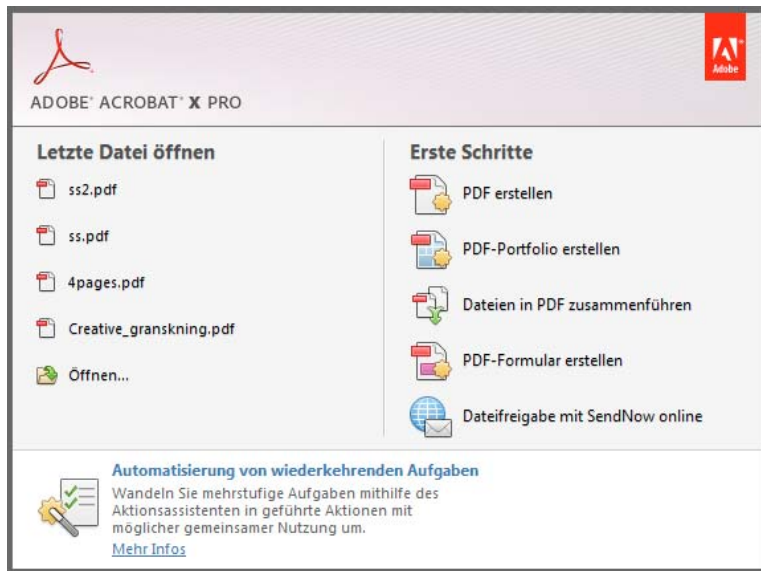 Adobe
ADOBE® ACROBAT® X PRO
Letzte Datei öffnen
ss2.pdf
ss.pdf
4pages.pdf
Creative_granskning.pdf
Öffnen...
Erste Schritte
PDF erstellen
PDF-Portfolio erstellen
Dateien in PDF zusammenführen
PDF-Formular erstellen
Dateifreigabe mit SendNow online
Automatisierung von wiederkehrenden Aufgaben
Wandeln Sie mehrstufige Aufgaben mithilfe des
Aktionsassistenten in geführte Aktionen mit
möglicher gemeinsamer Nutzung um.
Mehr Infos